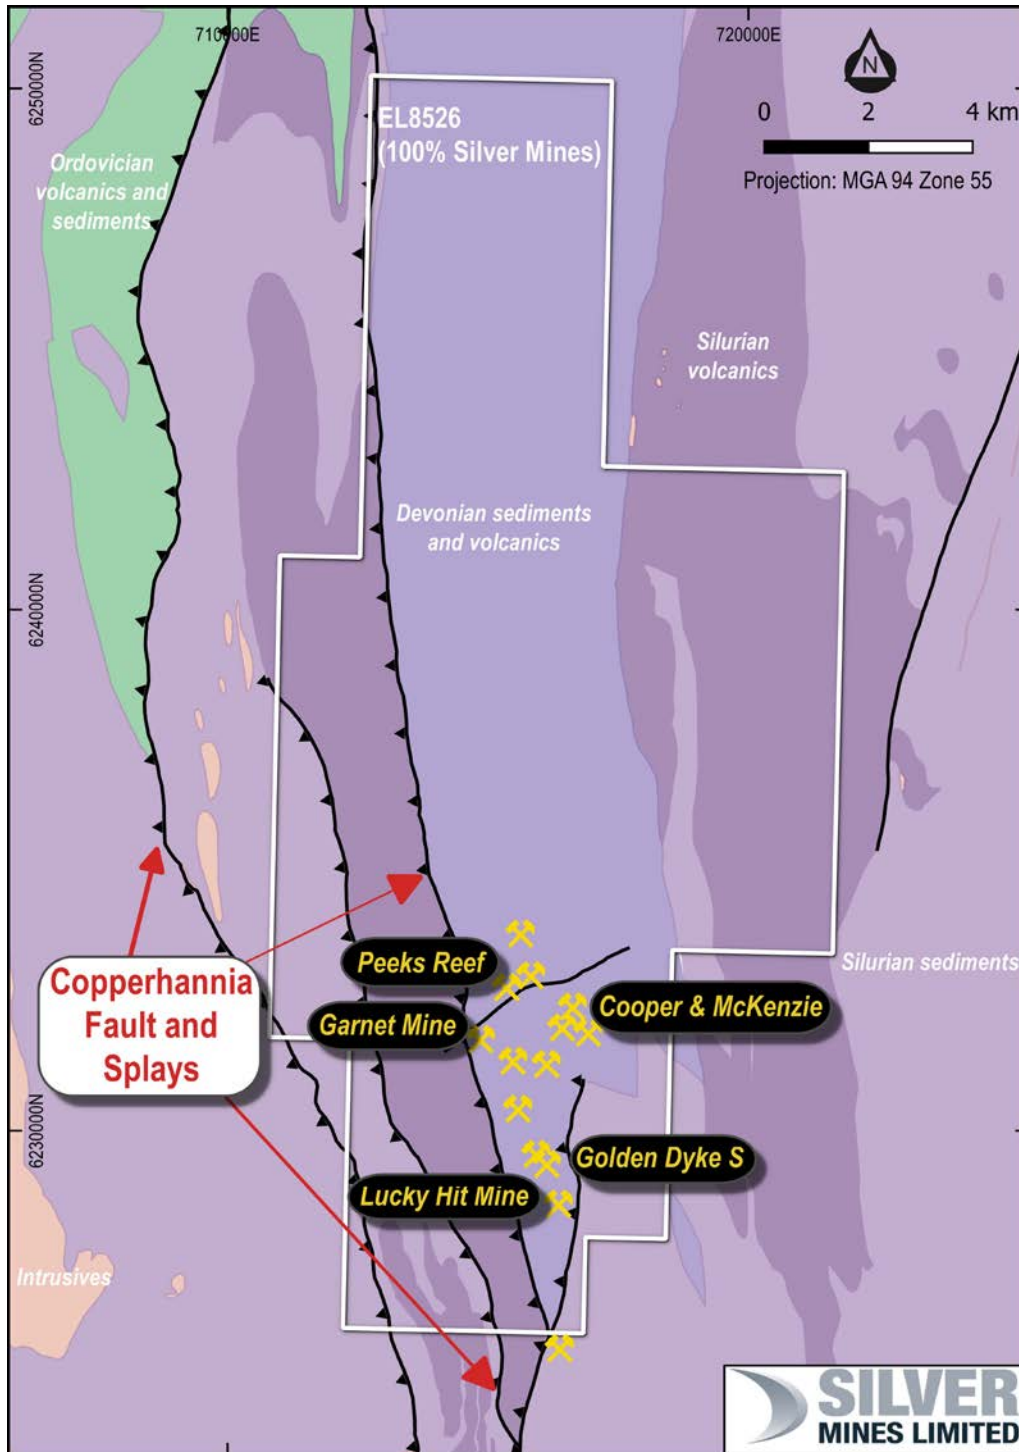 710000E
720000E
6250000N
N
0 2 4 km
Projection: MGA 94 Zone 55
EL8526
(100% Silver Mines)
Ordovician
volcanics and
sediments
Silurian
volcanics
Devonian sediments
and volcanics
6240000N
Peeks Reef
Silurian sediments
Copperhannia
Fault and
Splays
Garnet Mine
Cooper & McKenzie
6230000N
Golden Dyke S
Lucky Hit Mine
Intrusives
SILVER
MINES LIMITED